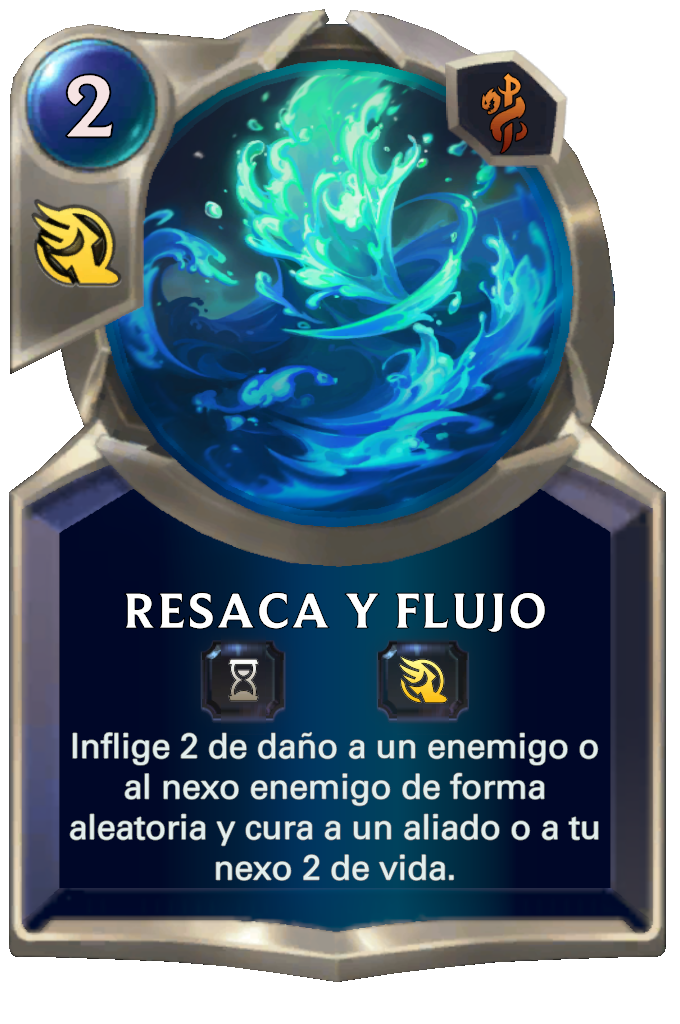 2
RESACA Y FLUJO
Inflige 2 de daño a un enemigo o
al nexo enemigo de forma
aleatoria y cura a un aliado o a tu
nexo 2 de vida.